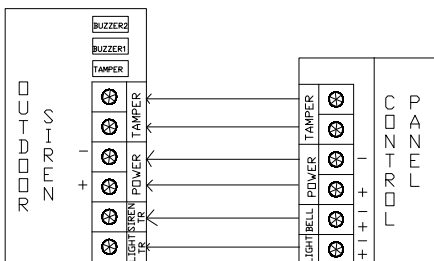 BUZZER2
BUZZER1
TAMPER
OUTDOOR
SIREN
TAMPER
-
+
POWER
SIREN
TR
LIGHT
TR
TAMPER
POWER
BELL
LIGHT
-
+
-
+
-
+
CONTROL
PANEL